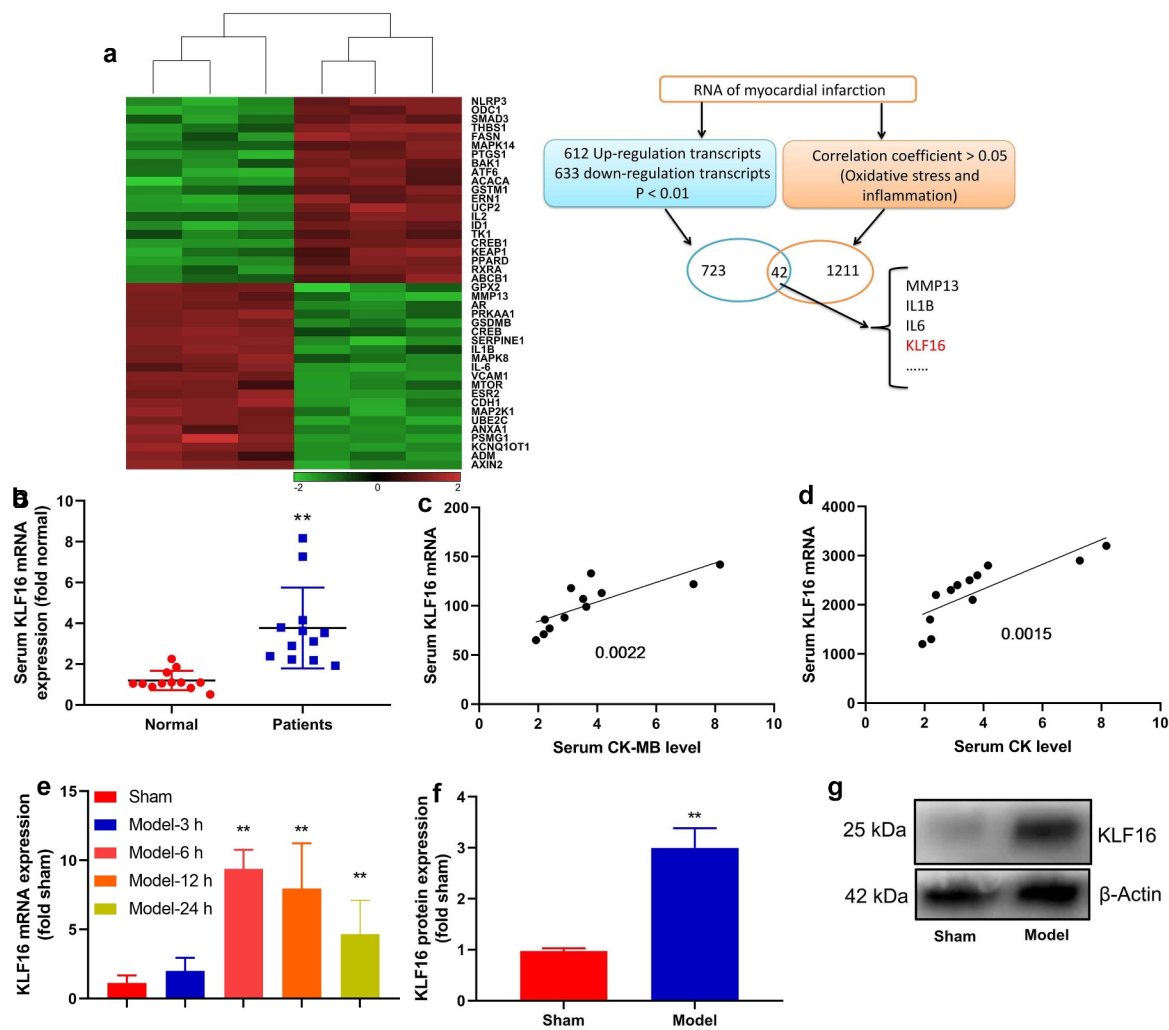 a
NLRP3
ODC1
SMAD3
THBS1
FASN
MAPK14
PTGS1
BAK1
ATF6
ACACA
GSTM1
ERN1
UCP2
IL2
ID1
TK1
CREB1
KEAP1
PPARD
RXRA
ABCB1
GPX2
MMP13
AR
PRKAA1
GSDMB
CREB
SERPINE1
IL1B
MAPK8
IL-6
VCAM1
MTOR
ESR2
CDH1
MAP2K1
UBE2C
ANXA1
PSMG1
KCNQ1OT1
ADM
AXIN2
-2 0 2
RNA of myocardial infarction
612 Up-regulation transcripts
633 down-regulation transcripts
P < 0.01
Correlation coefficient > 0.05
(Oxidative stress and
inflammation)
723 42 1211
MMP13
IL1B
IL6
KLF16
......
b
Serum KLF16 mRNA
expression (fold normal)
10
8
6
4
2
0
**
Normal Patients
c
Serum KLF16 mRNA
200
150
100
50
0
0.0022
0 2 4 6 8 10
Serum CK-MB level
d
Serum KLF16 mRNA
4000
3000
2000
1000
0
0.0015
0 2 4 6 8 10
Serum CK level
e
KLF16 mRNA expression
(fold sham)
15
10
5
0
Sham
Model-3 h
Model-6 h
Model-12 h
Model-24 h
** ** **
f
KLF16 protein expression
(fold sham)
4
3
2
1
0
**
Sham Model
g
25 kDa KLF16
42 kDa β-Actin
Sham Model